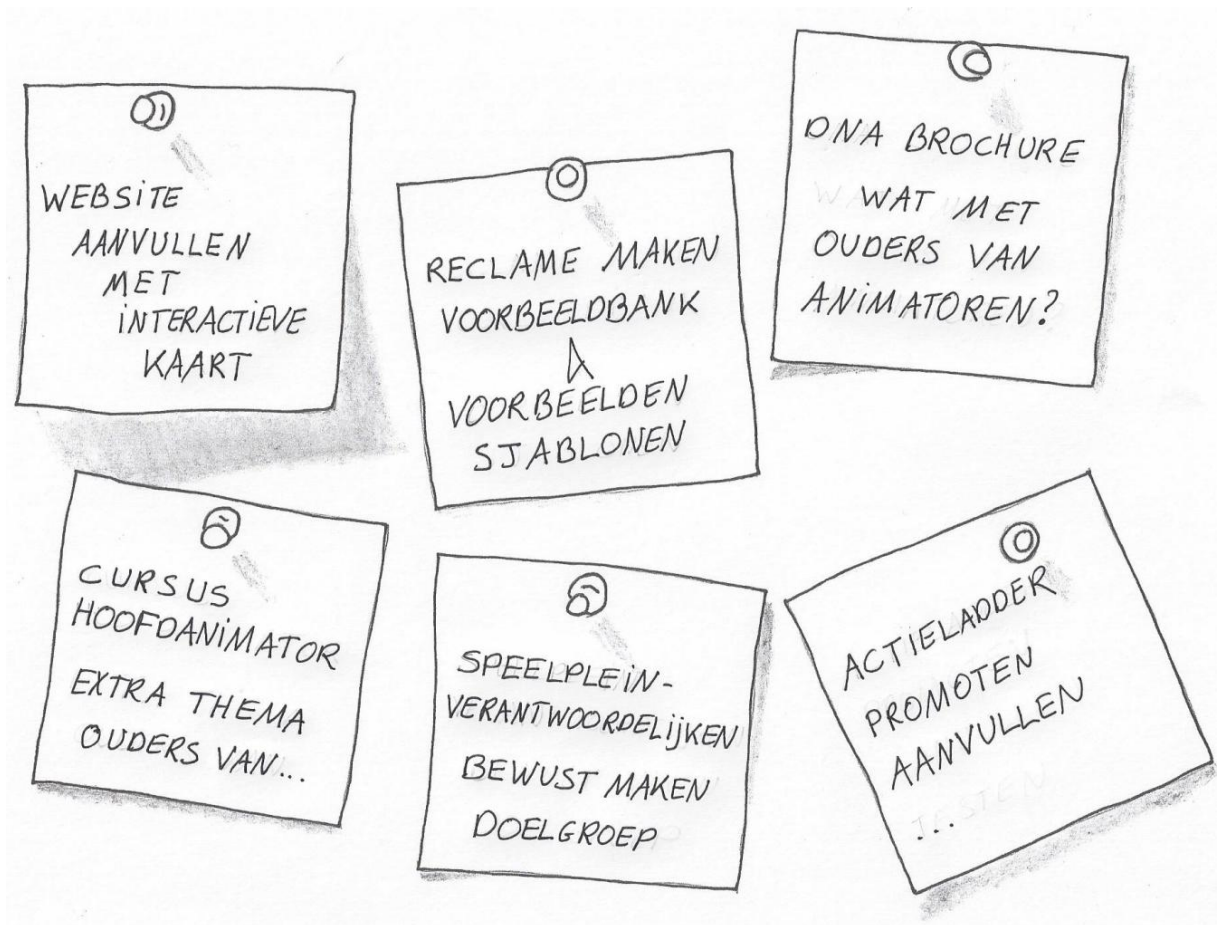 WEBSITE
AANVULLEN
MET
INTERACTIEVE
KAART
RECLAME MAKEN
VOORBEELDBANK
&
VOORBEELDEN
SJABLONEN
DNA BROCHURE
WAT MET
OUDERS VAN
ANIMATOREN?
CURSUS
HOOFDANIMATOR
EXTRA THEMA
OUDERS VAN...
SPEELPLEIN-
VERANTWOORDELIJKEN
BEWUST MAKEN
DOELGROEP
ACTIELADDER
PROMOTEN
AANVULLEN
...